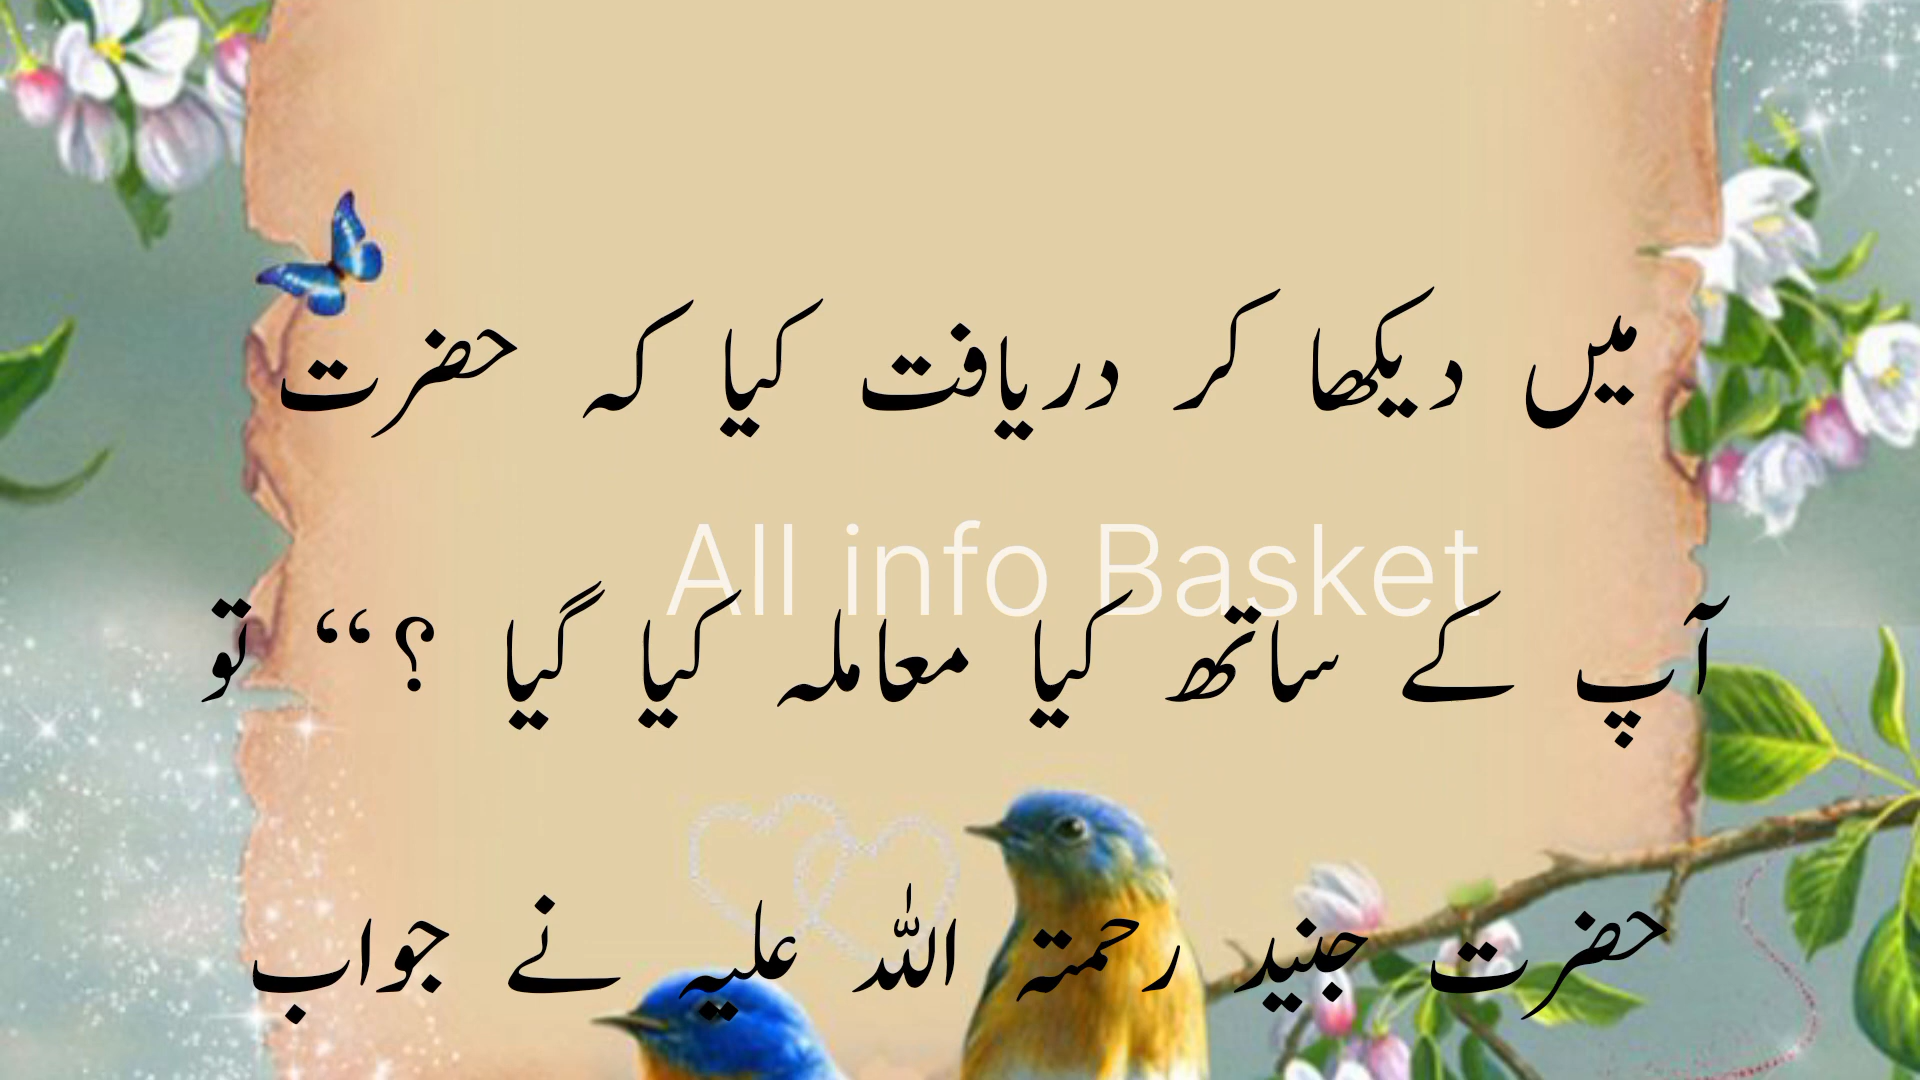 میں دیکھا کر دریافت کیا کہ حضرت
All info Basket
آپ کے ساتھ کیا معاملہ کیا گیا ؟“ تو
حضرت جنید رحمتہ اللہ علیہ نے جواب